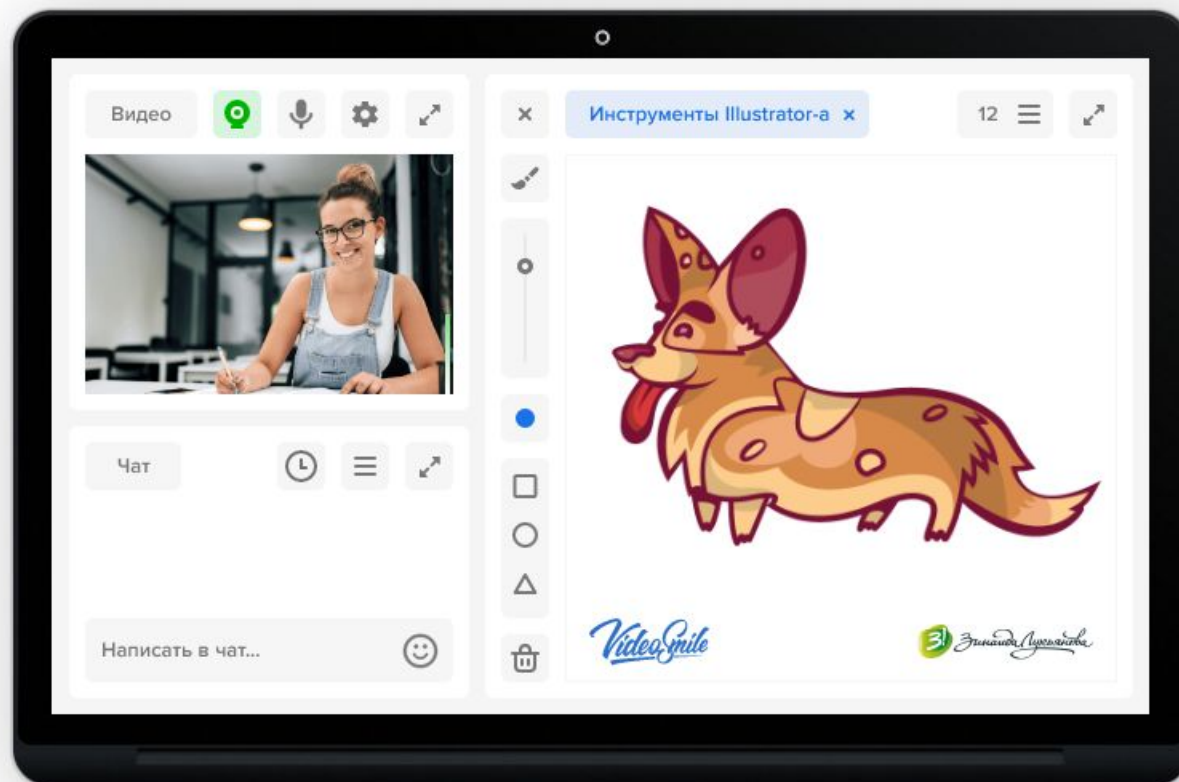 Видео
Инструменты Illustrator-а ×
12
Чат
Написать в чат...
VideoSmile
З! Зинаида Лукьянова